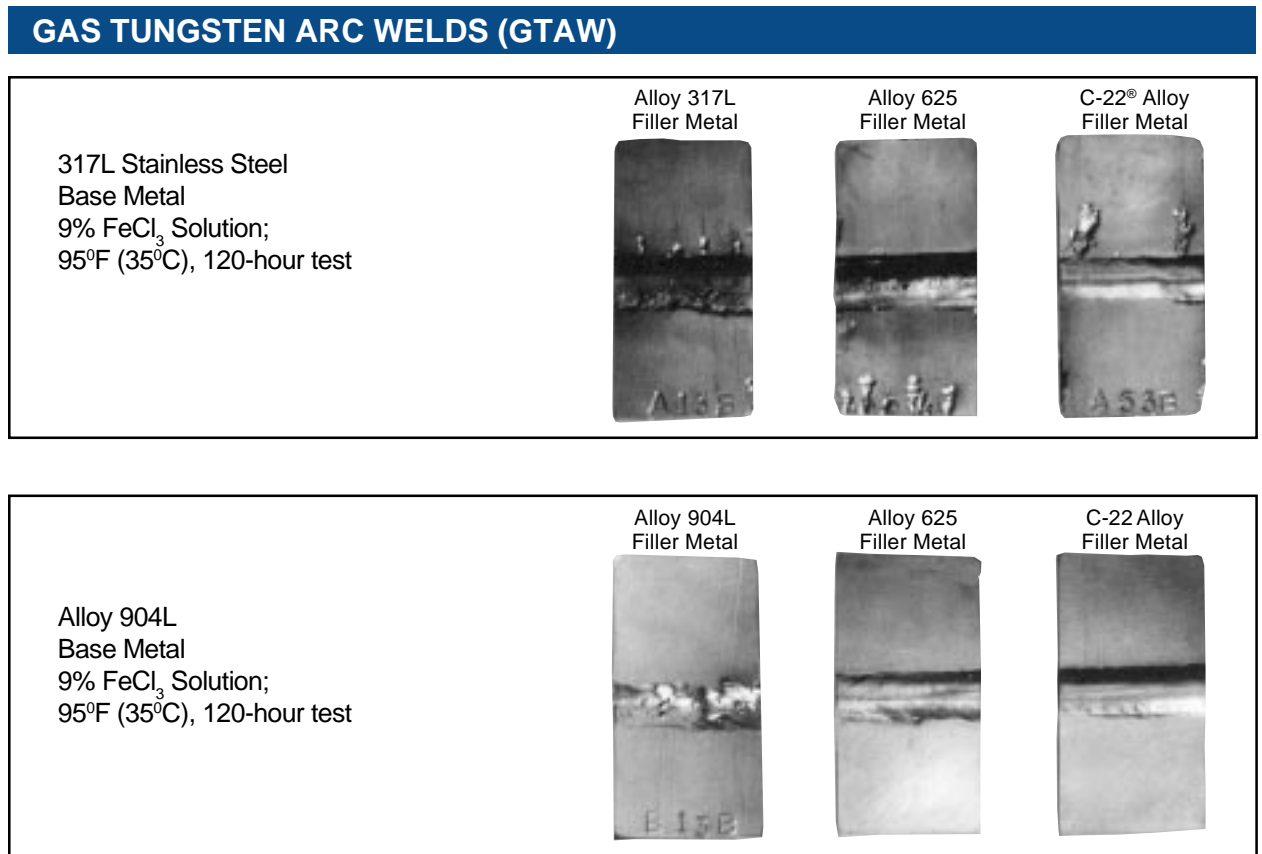 GAS TUNGSTEN ARC WELDS (GTAW)
Alloy 317L
Filler Metal
Alloy 625
Filler Metal
C-22® Alloy
Filler Metal
317L Stainless Steel
Base Metal
9% FeCl₃ Solution;
95⁰F (35⁰C), 120-hour test
A13B
A53B
Alloy 904L
Filler Metal
Alloy 625
Filler Metal
C-22 Alloy
Filler Metal
Alloy 904L
Base Metal
9% FeCl₃ Solution;
95⁰F (35⁰C), 120-hour test
B13B